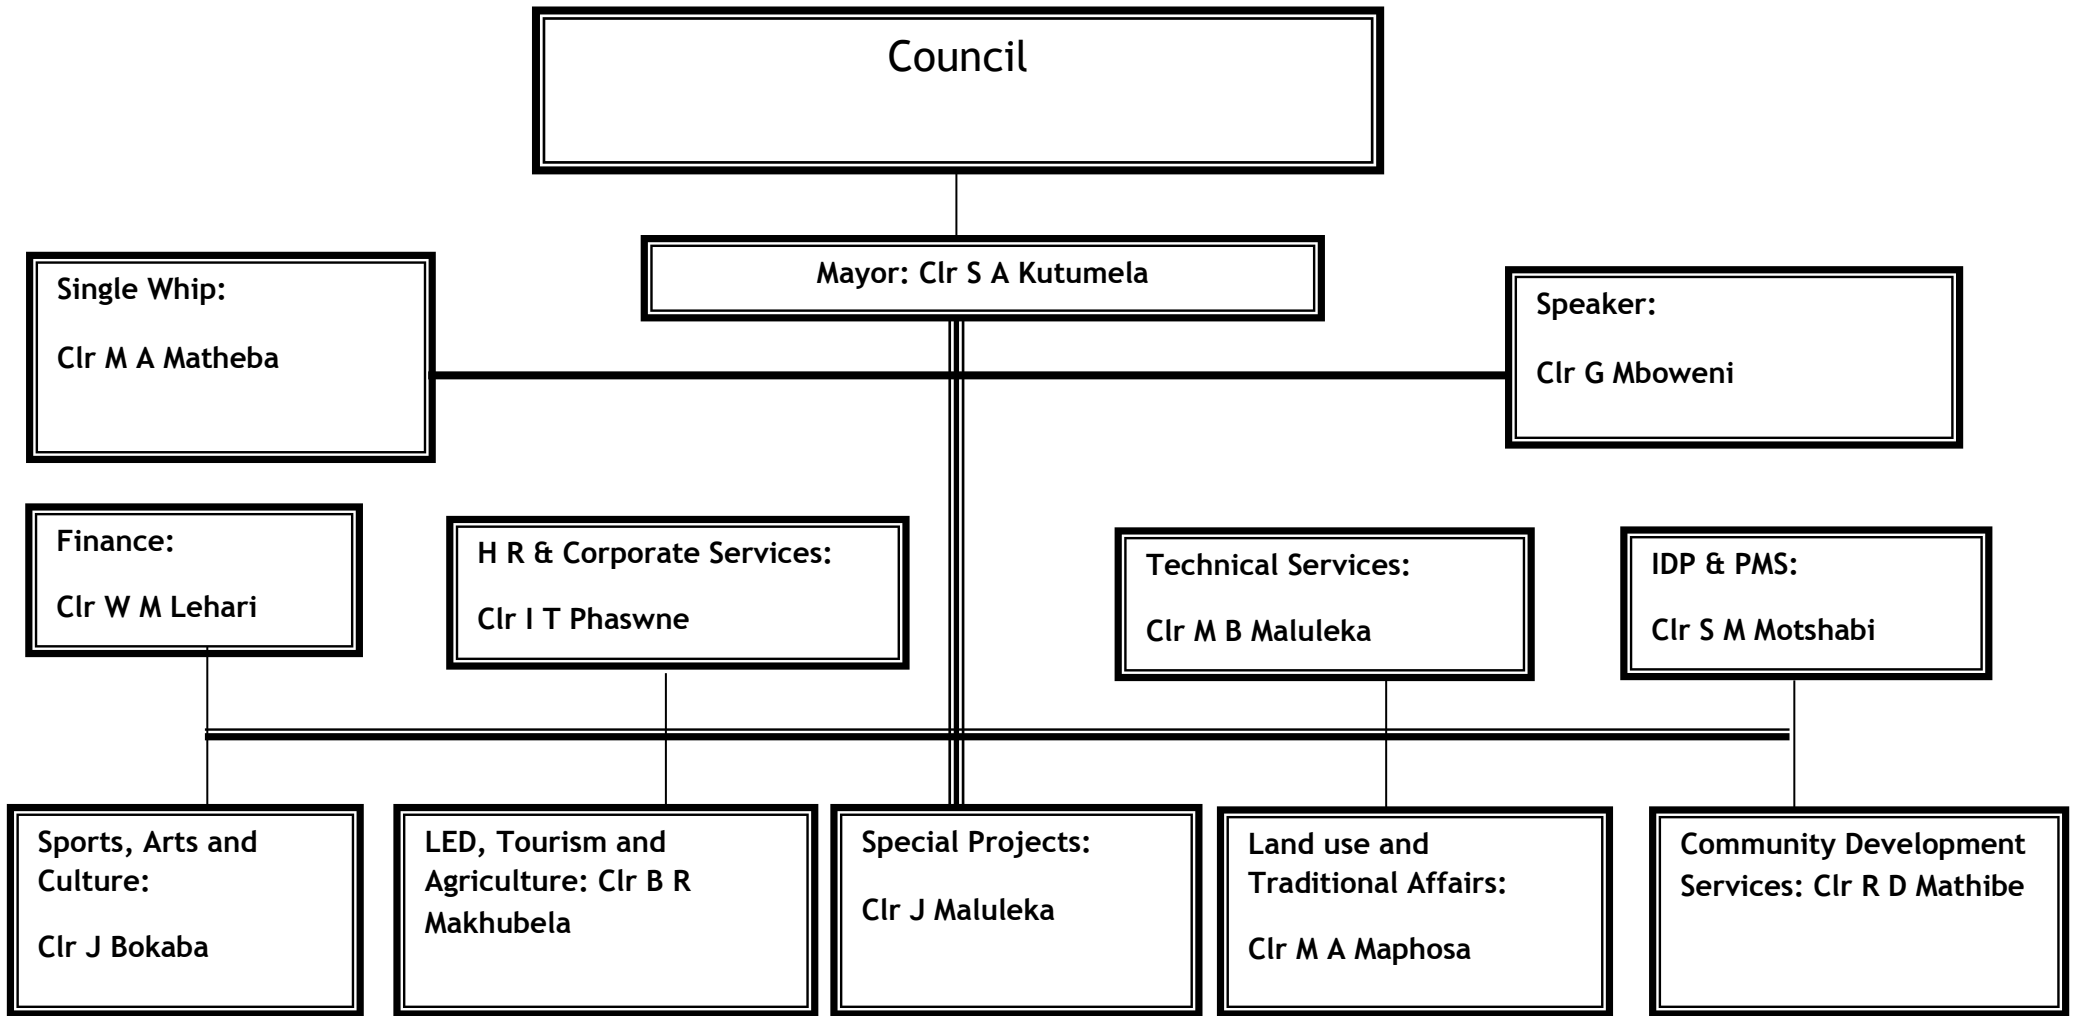 Council
Mayor: Clr S A Kutumela
Single Whip:
Clr M A Matheba
Speaker:
Clr G Mboweni
Finance:
Clr W M Lehari
H R & Corporate Services:
Clr I T Phaswne
Technical Services:
Clr M B Maluleka
IDP & PMS:
Clr S M Motshabi
Sports, Arts and
Culture:
Clr J Bokaba
LED, Tourism and
Agriculture: Clr B R
Makhubela
Special Projects:
Clr J Maluleka
Land use and
Traditional Affairs:
Clr M A Maphosa
Community Development
Services: Clr R D Mathibe